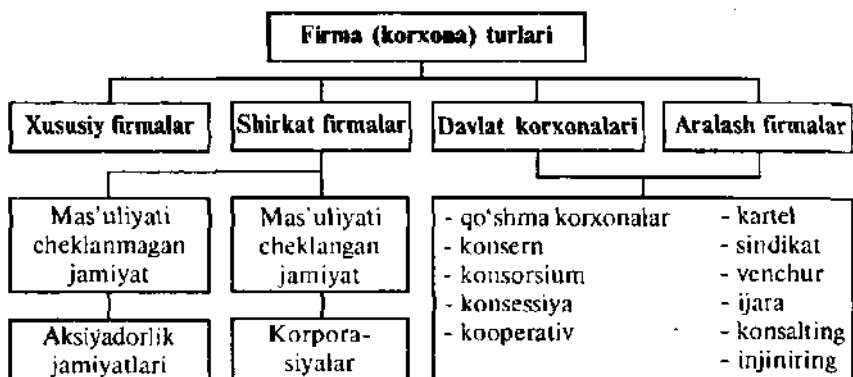 Firma (korxona) turlari
Xususiy firmalar
Shirkat firmalar
Davlat korxonalari
Aralash firmalar
Mas'uliyati
cheklanmagan
jamiyat
Mas'uliyati
cheklangan
jamiyat
Aksiyadorlik
jamiyatlari
Korpora-
siyalar
- qo'shma korxonalar
- konsern
- konsorsium
- konsessiya
- kooperativ
- kartel
- sindikat
- venchur
- ijara
- konsalting
- injiniring